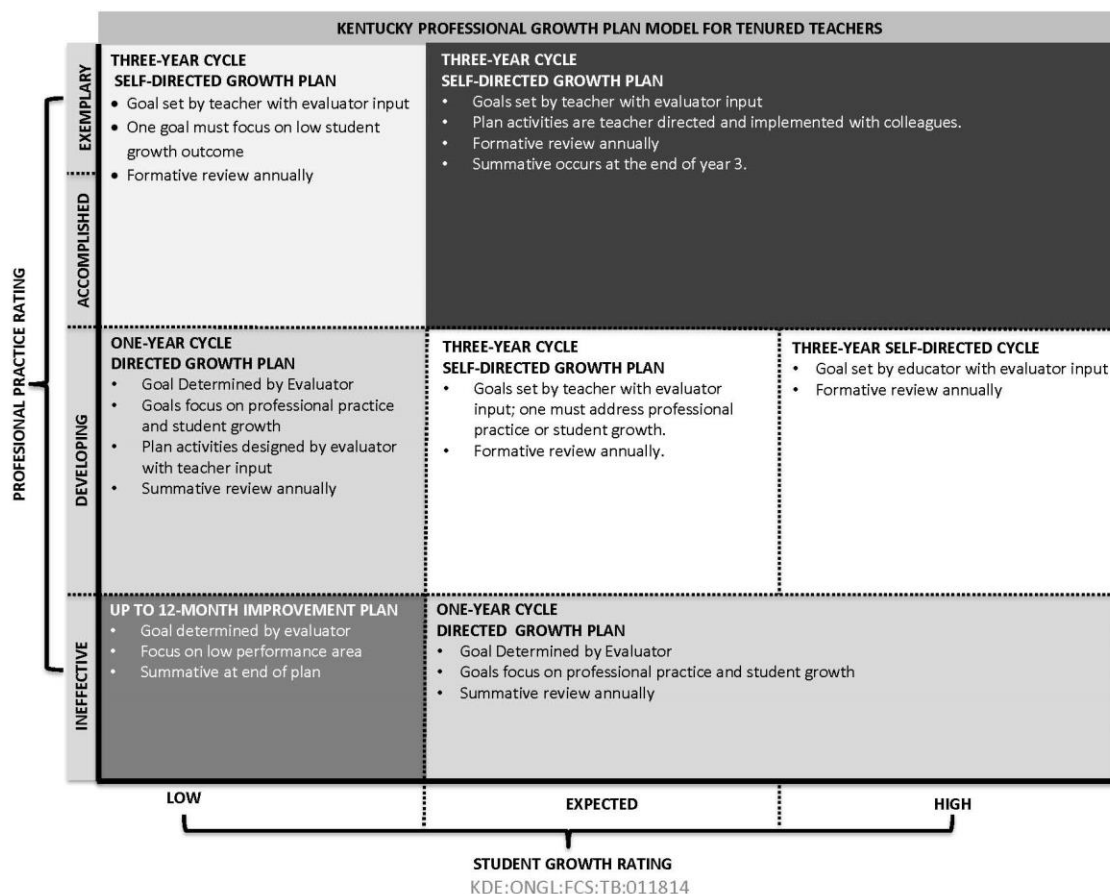 KENTUCKY PROFESSIONAL GROWTH PLAN MODEL FOR TENURED TEACHERS
PROFESIONAL PRACTICE RATING
EXEMPLARY
ACCOMPLISHED
THREE-YEAR CYCLE
SELF-DIRECTED GROWTH PLAN
• Goal set by teacher with evaluator input
• One goal must focus on low student
growth outcome
• Formative review annually
THREE-YEAR CYCLE
SELF-DIRECTED GROWTH PLAN
• Goals set by teacher with evaluator input
• Plan activities are teacher directed and implemented with colleagues.
• Formative review annually
• Summative occurs at the end of year 3.
DEVELOPING
ONE-YEAR CYCLE
DIRECTED GROWTH PLAN
• Goal Determined by Evaluator
• Goals focus on professional practice
and student growth
• Plan activities designed by evaluator
with teacher input
• Summative review annually
THREE-YEAR CYCLE
SELF-DIRECTED GROWTH PLAN
• Goals set by teacher with evaluator
input; one must address professional
practice or student growth.
• Formative review annually.
THREE-YEAR SELF-DIRECTED CYCLE
• Goal set by educator with evaluator input
• Formative review annually
INEFFECTIVE
UP TO 12-MONTH IMPROVEMENT PLAN
• Goal determined by evaluator
• Focus on low performance area
• Summative at end of plan
ONE-YEAR CYCLE
DIRECTED GROWTH PLAN
• Goal Determined by Evaluator
• Goals focus on professional practice and student growth
• Summative review annually
LOW
EXPECTED
HIGH
STUDENT GROWTH RATING
KDE:ONGL:FCS:TB:011814